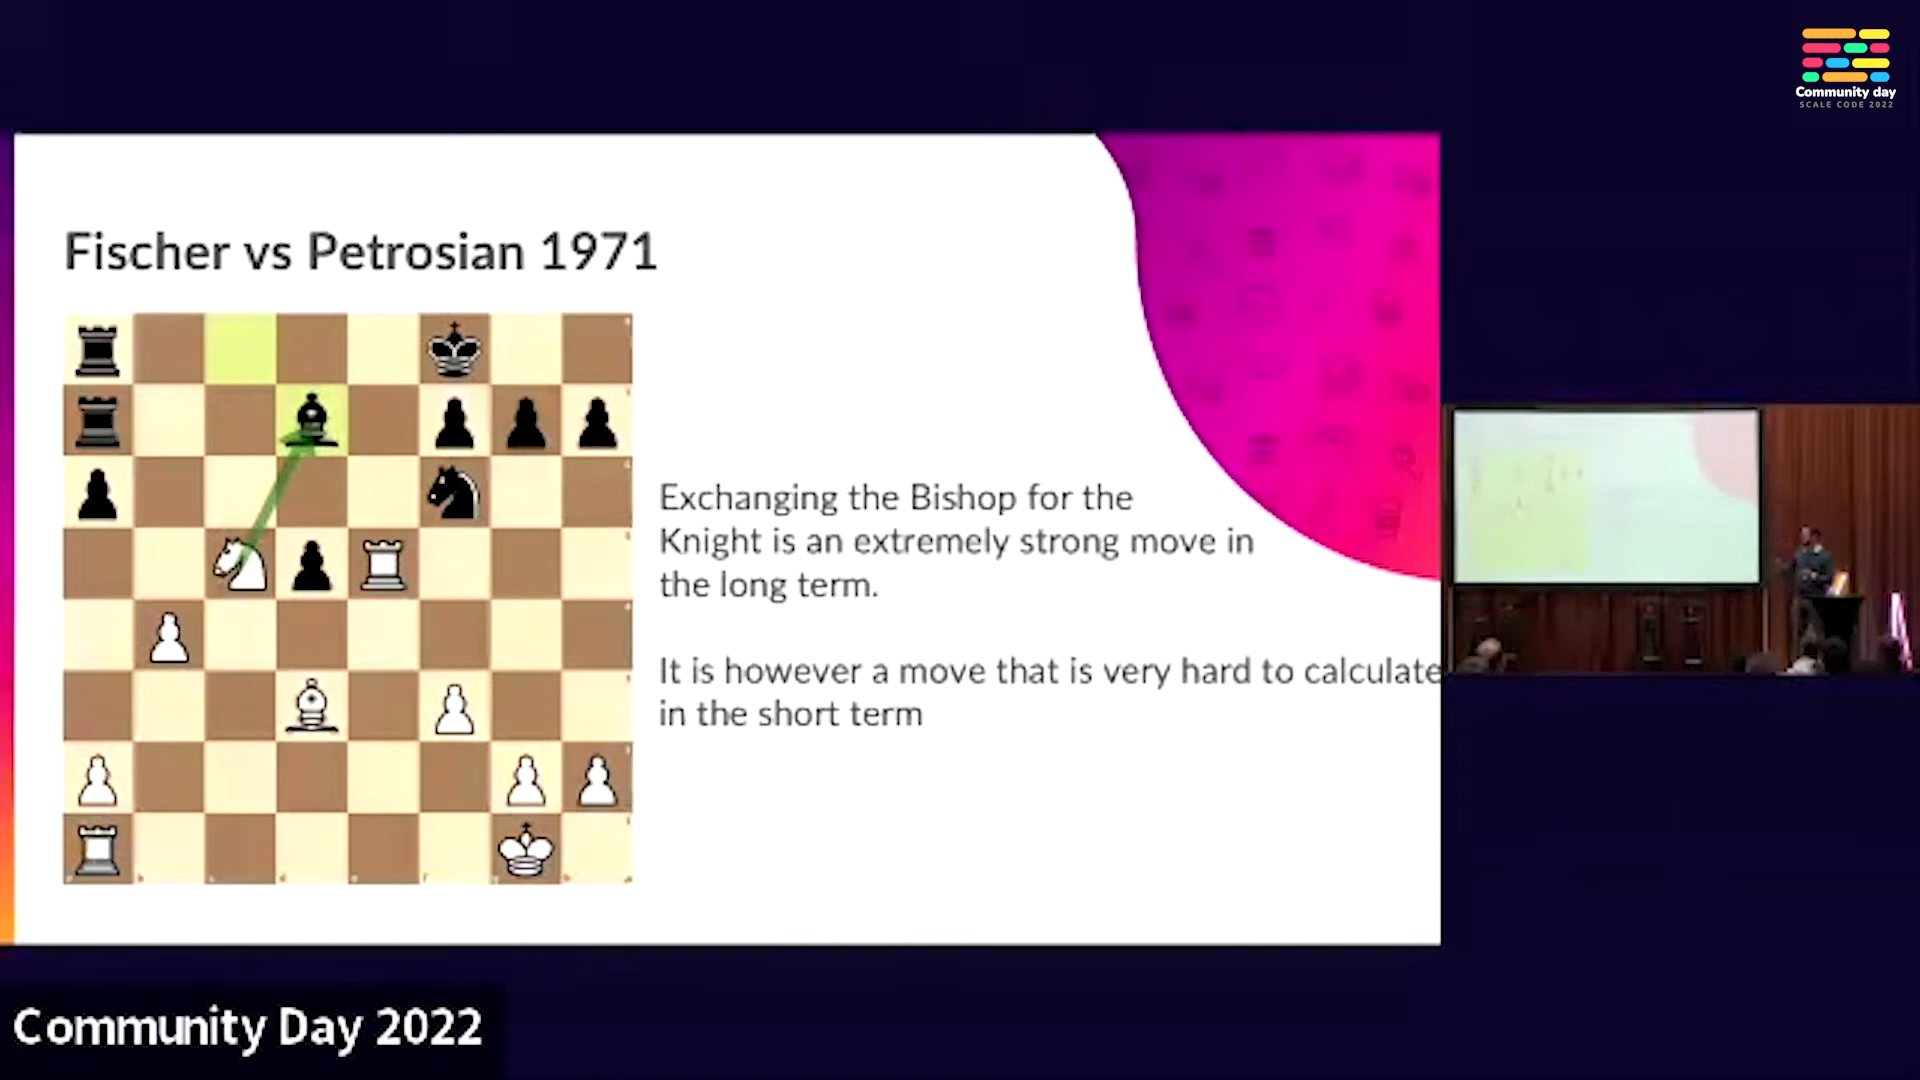 Community day
SCALE CODE 2022
Fischer vs Petrosian 1971
Exchanging the Bishop for the
Knight is an extremely strong move in
the long term.
It is however a move that is very hard to calculate
in the short term
Community Day 2022